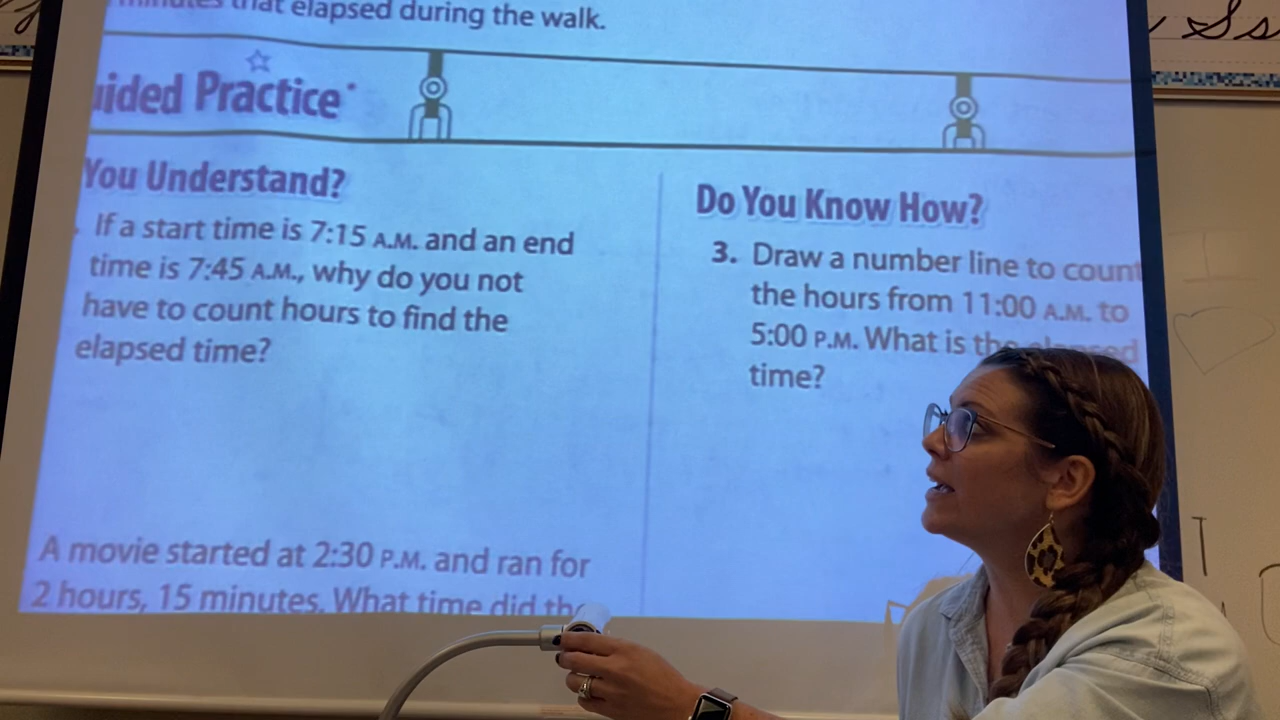 that elapsed during the walk.
Practice
You Understand?
If a start time is 7:15 A.M. and an end
time is 7:45 A.M., why do you not
have to count hours to find the
elapsed time?
A movie started at 2:30 P.M. and ran for
2 hours, 15 minutes. What time did
Do You Know How?
3. Draw a number line to count
the hours from 11:00 A.M. to
5:00 P.M. What is the elapsed
time?
Ss
T